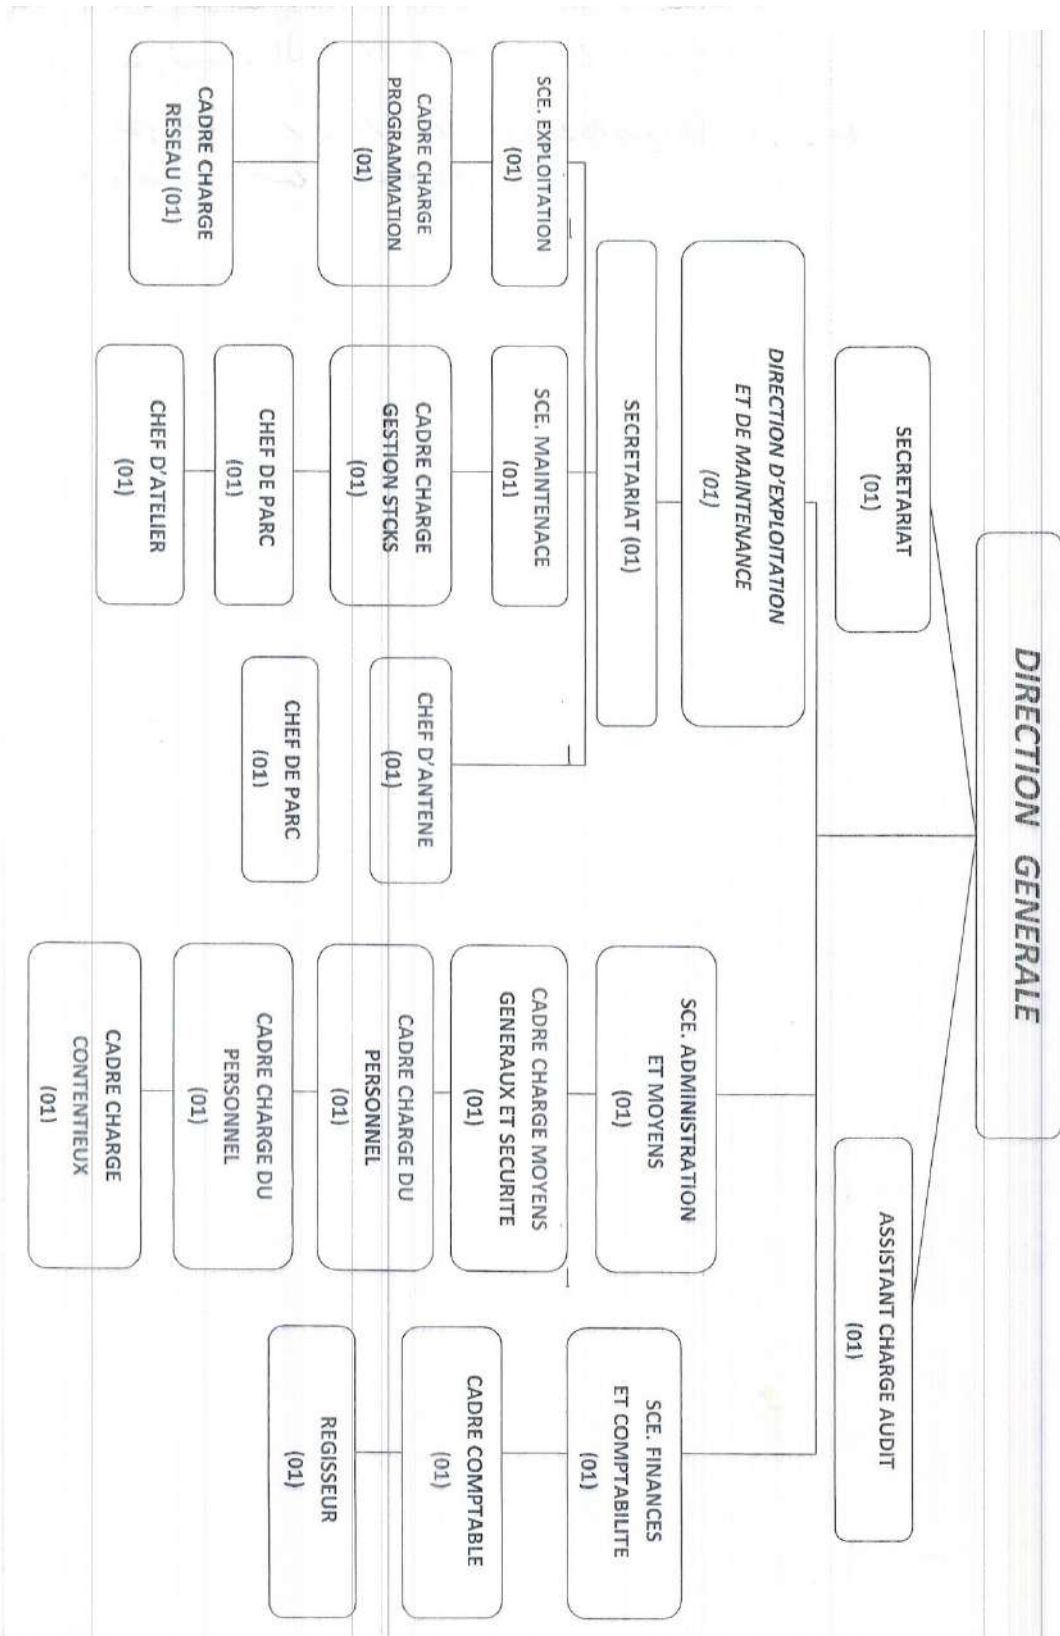 DIRECTION GENERALE
SECRETARIAT
(01)
ASSISTANT CHARGE AUDIT
(01)
DIRECTION D'EXPLOITATION
ET DE MAINTENANCE
(01)
SECRETARIAT (01)
SCE. EXPLOITATION
(01)
CADRE CHARGE
PROGRAMMATION
(01)
CADRE CHARGE
RESEAU (01)
SCE. MAINTENACE
(01)
CADRE CHARGE
GESTION STCKS
(01)
CHEF DE PARC
(01)
CHEF D'ATELIER
(01)
CHEF D'ANTENE
(01)
CHEF DE PARC
(01)
SCE. ADMINISTRATION
ET MOYENS
(01)
CADRE CHARGE MOYENS
GENERAUX ET SECURITE
(01)
CADRE CHARGE DU
PERSONNEL
(01)
CADRE CHARGE DU
PERSONNEL
(01)
CADRE CHARGE
CONTENTIEUX
(01)
SCE. FINANCES
ET COMPTABILITE
(01)
CADRE COMPTABLE
(01)
REGISSEUR
(01)